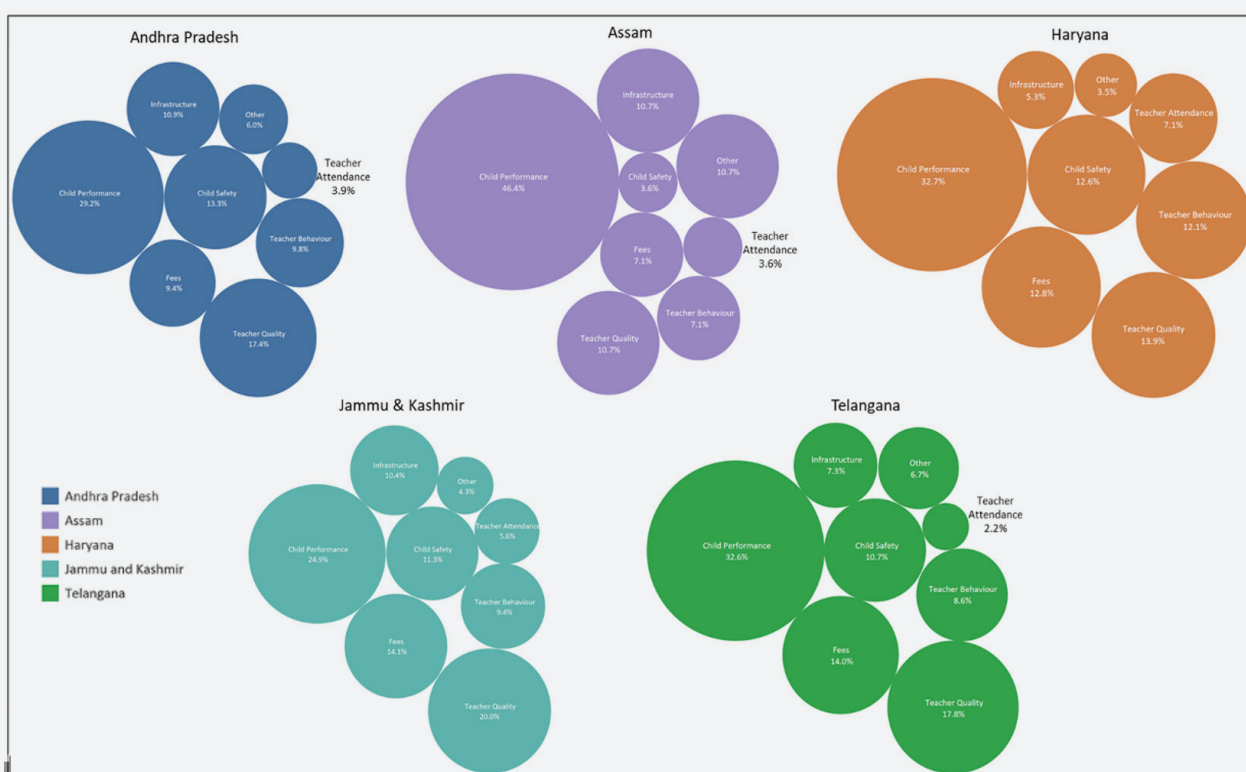 Andhra Pradesh
Infrastructure
10.9%
Other
6.0%
Teacher
Attendance
3.9%
Child Performance
29.2%
Child Safety
13.3%
Teacher Behaviour
9.8%
Fees
9.4%
Teacher Quality
17.4%
Assam
Infrastructure
10.7%
Other
10.7%
Child Performance
46.4%
Child Safety
3.6%
Fees
7.1%
Teacher
Attendance
3.6%
Teacher Behaviour
7.1%
Teacher Quality
10.7%
Haryana
Infrastructure
5.3%
Other
3.5%
Teacher Attendance
7.1%
Child Performance
32.7%
Child Safety
12.6%
Teacher Behaviour
12.1%
Fees
12.8%
Teacher Quality
13.9%
Jammu & Kashmir
Infrastructure
10.4%
Other
4.3%
Teacher Attendance
5.6%
Child Performance
24.9%
Child Safety
11.3%
Teacher Behaviour
9.4%
Fees
14.1%
Teacher Quality
20.0%
Telangana
Infrastructure
7.3%
Other
6.7%
Teacher
Attendance
2.2%
Child Performance
32.6%
Child Safety
10.7%
Teacher Behaviour
8.6%
Fees
14.0%
Teacher Quality
17.8%
Andhra Pradesh
Assam
Haryana
Jammu and Kashmir
Telangana